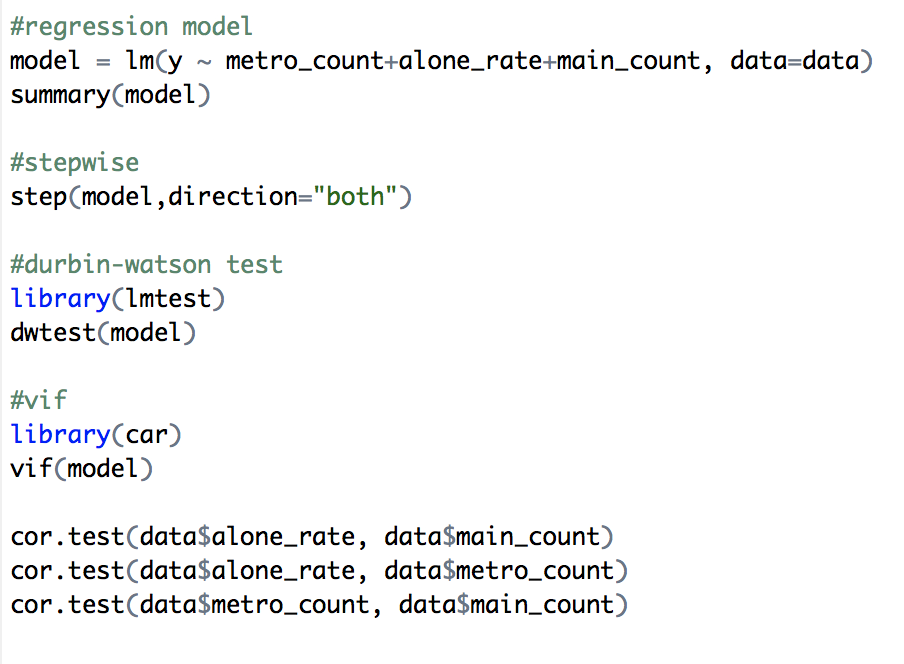 #regression model
model = lm(y ~ metro_count+alone_rate+main_count, data=data)
summary(model)
#stepwise
step(model,direction="both")
#durbin-watson test
library(lmtest)
dwtest(model)
#vif
library(car)
vif(model)
cor.test(data$alone_rate, data$main_count)
cor.test(data$alone_rate, data$metro_count)
cor.test(data$metro_count, data$main_count)